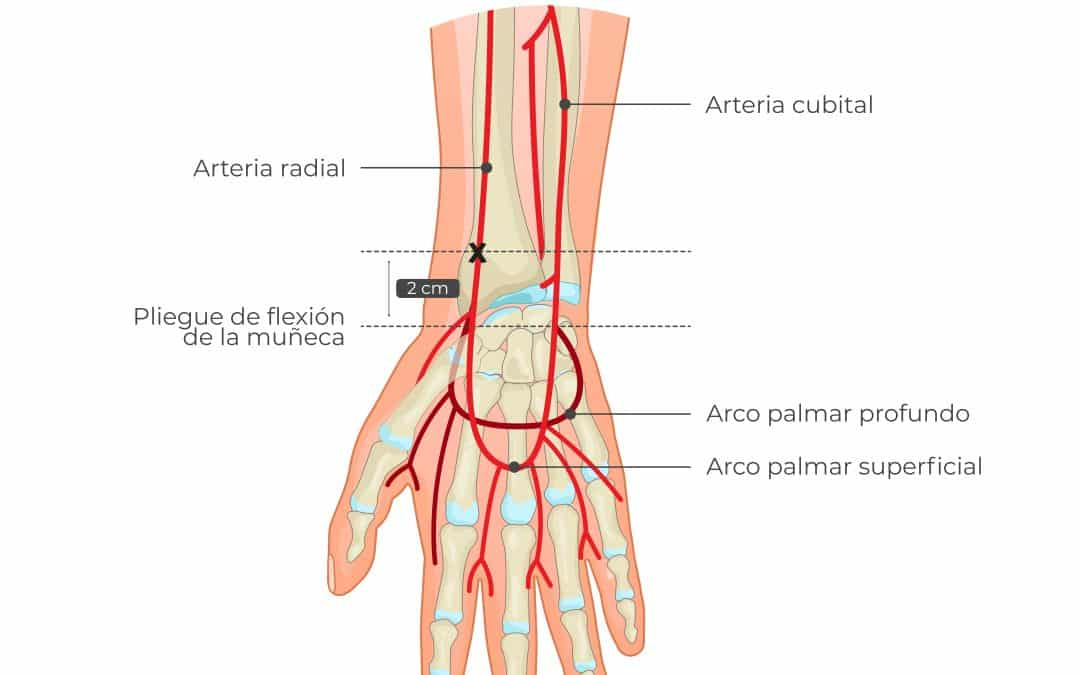 Arteria cubital
Arteria radial
X
2 cm
Pliegue de flexión
de la muñeca
Arco palmar profundo
Arco palmar superficial